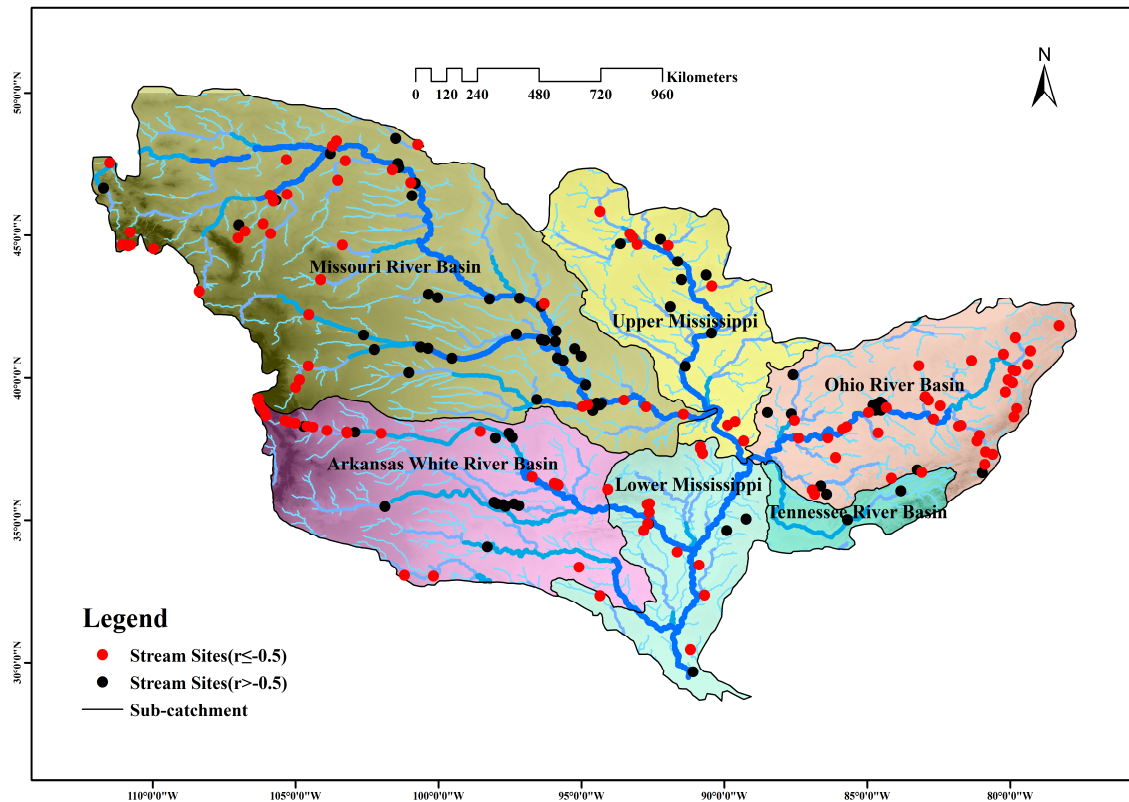 N
Kilometers
0 120 240 480 720 960
50°0'0"N
45°0'0"N
40°0'0"N
35°0'0"N
30°0'0"N
Missouri River Basin
Upper Mississippi
Ohio River Basin
Arkansas White River Basin
Lower Mississippi
Tennessee River Basin
Legend
Stream Sites(r≤-0.5)
Stream Sites(r>-0.5)
Sub-catchment
110°0'0"W 105°0'0"W 100°0'0"W 95°0'0"W 90°0'0"W 85°0'0"W 80°0'0"W